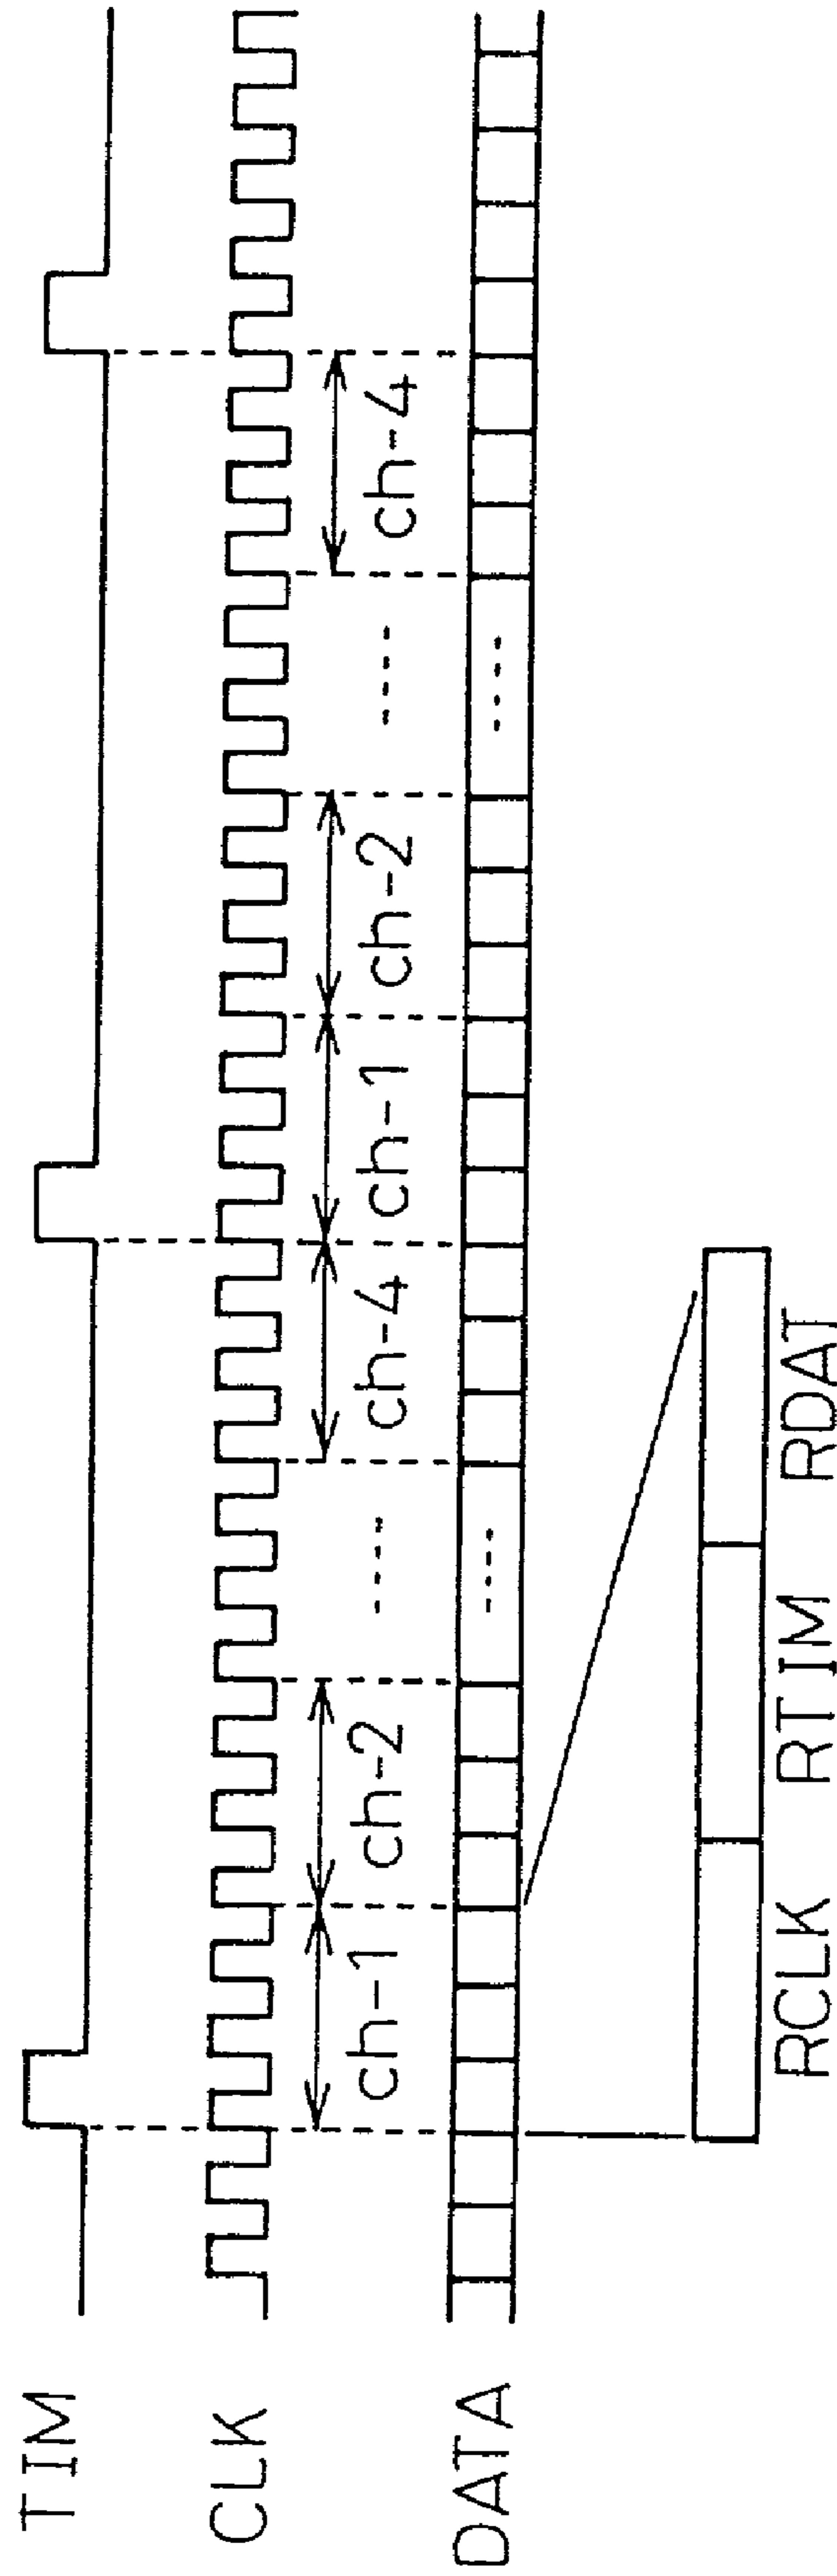 TIM
CLK
ch-1
ch-2
ch-4
ch-1
ch-2
ch-4
DATA
RCLK
RTIM
RDAT